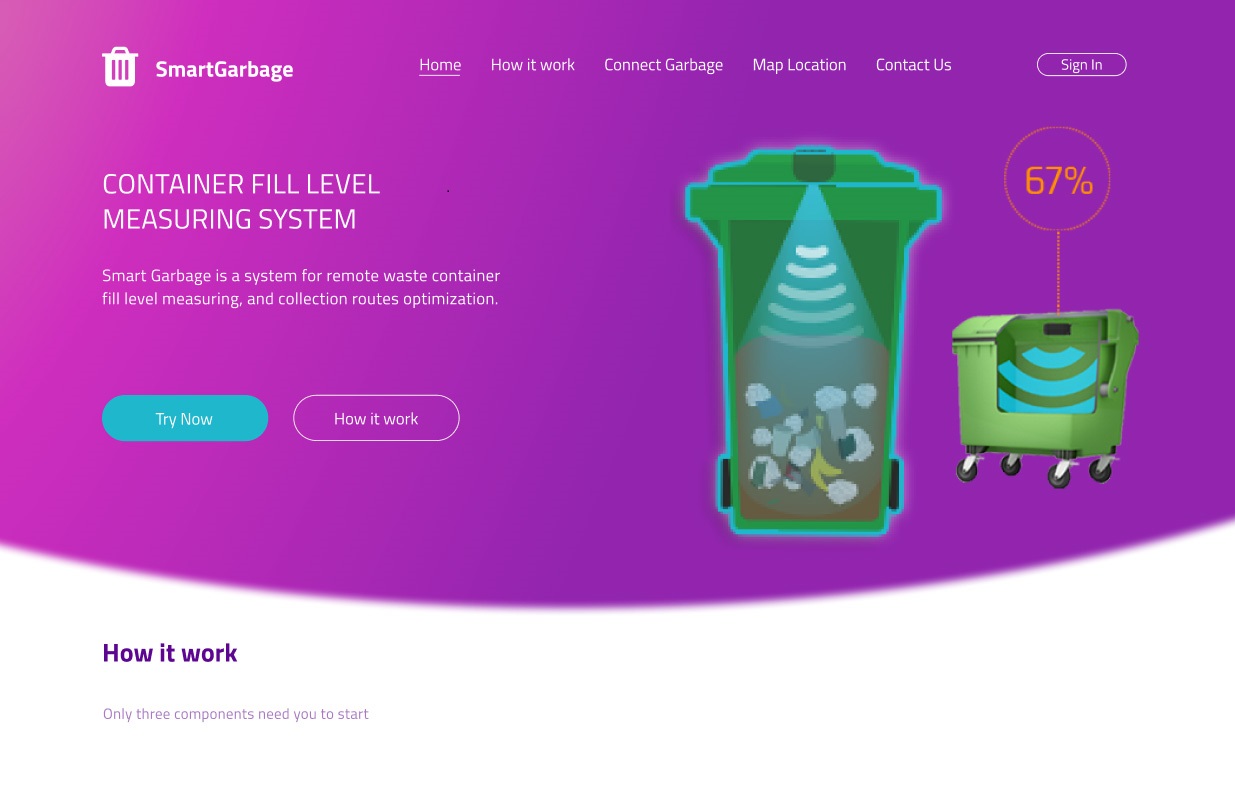 SmartGarbage
Home
How it work
Connect Garbage
Map Location
Contact Us
Sign In
CONTAINER FILL LEVEL
MEASURING SYSTEM
67%
Smart Garbage is a system for remote waste container
fill level measuring, and collection routes optimization.
Try Now
How it work
How it work
Only three components need you to start